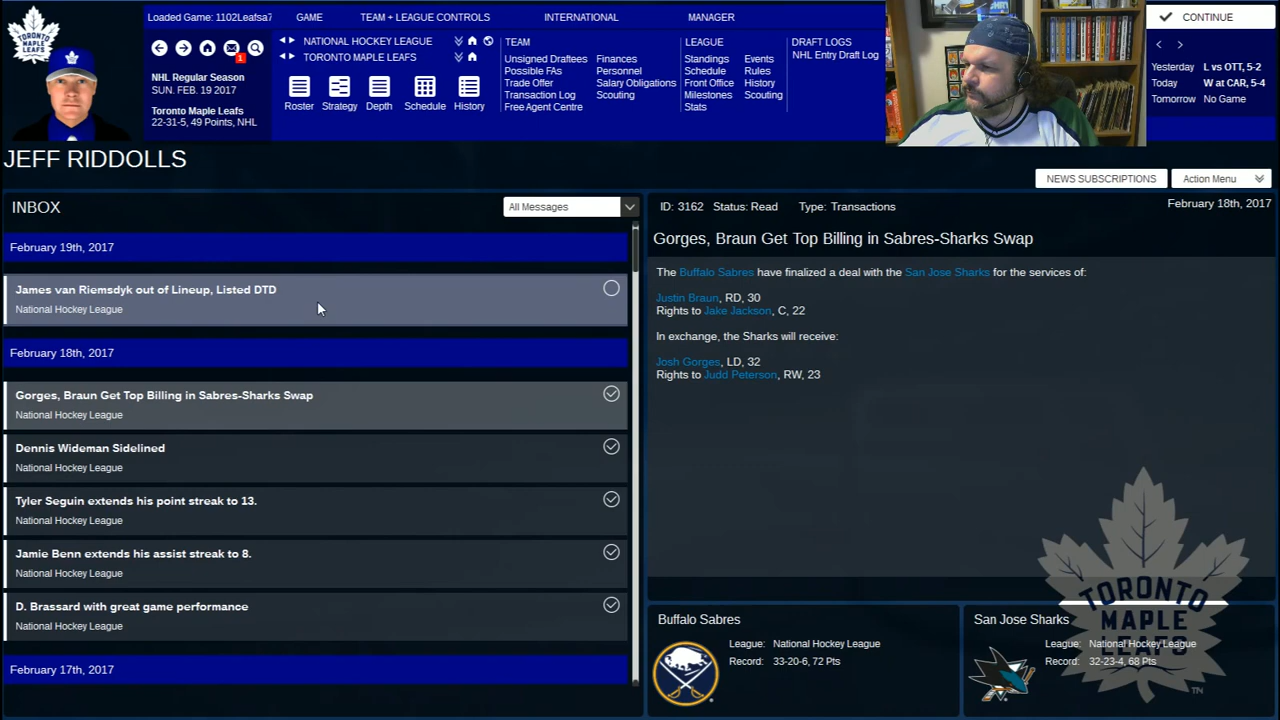 TORONTO
MAPLE
LEAFS
Loaded Game: 1102Leafsa7
GAME
TEAM + LEAGUE CONTROLS
INTERNATIONAL
MANAGER
1
NHL Regular Season
SUN. FEB. 19 2017
Toronto Maple Leafs
22-31-5, 49 Points, NHL
NATIONAL HOCKEY LEAGUE
TORONTO MAPLE LEAFS
Roster
Strategy
Depth
Schedule
History
TEAM
Unsigned Draftees
Finances
Possible FAs
Personnel
Trade Offer
Salary Obligations
Transaction Log
Scouting
Free Agent Centre
LEAGUE
Standings
Events
Schedule
Rules
Front Office
History
Milestones
Scouting
Stats
DRAFT LOGS
NHL Entry Draft Log
CONTINUE
Yesterday L vs OTT, 5-2
Today W at CAR, 5-4
Tomorrow No Game
JEFF RIDDOLLS
NEWS SUBSCRIPTIONS
Action Menu
INBOX
All Messages
February 19th, 2017
James van Riemsdyk out of Lineup, Listed DTD
National Hockey League
February 18th, 2017
Gorges, Braun Get Top Billing in Sabres-Sharks Swap
National Hockey League
Dennis Wideman Sidelined
National Hockey League
Tyler Seguin extends his point streak to 13.
National Hockey League
Jamie Benn extends his assist streak to 8.
National Hockey League
D. Brassard with great game performance
National Hockey League
February 17th, 2017
ID: 3162 Status: Read Type: Transactions
February 18th, 2017
Gorges, Braun Get Top Billing in Sabres-Sharks Swap
The Buffalo Sabres have finalized a deal with the San Jose Sharks for the services of:
Justin Braun, RD, 30
Rights to Jake Jackson, C, 22
In exchange, the Sharks will receive:
Josh Gorges, LD, 32
Rights to Judd Peterson, RW, 23
Buffalo Sabres
League: National Hockey League
Record: 33-20-6, 72 Pts
San Jose Sharks
League: National Hockey League
Record: 32-23-4, 68 Pts
TORONTO
MAPLE
LEAFS
TM